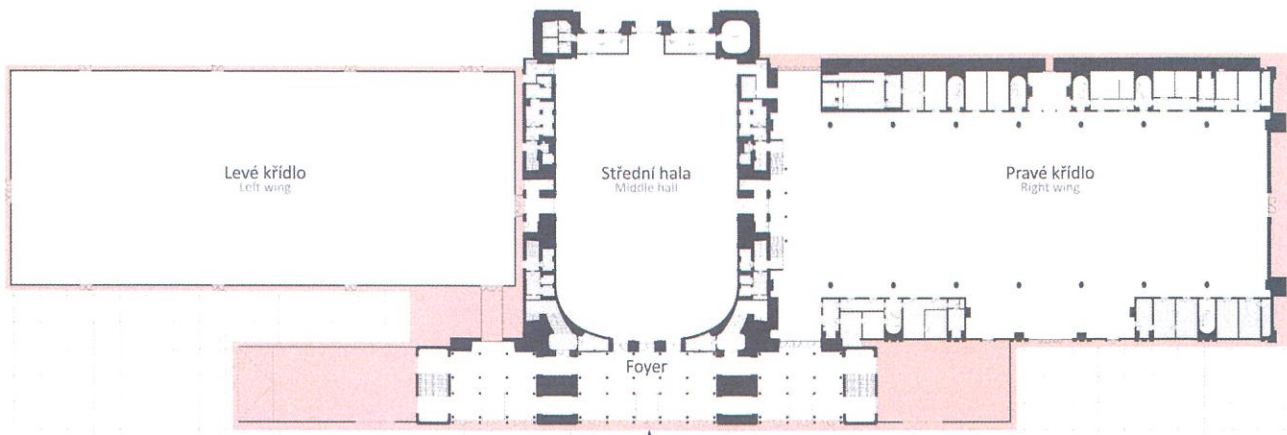 Levé křídlo
Left wing
Střední hala
Middle hall
Pravé křídlo
Right wing
Foyer